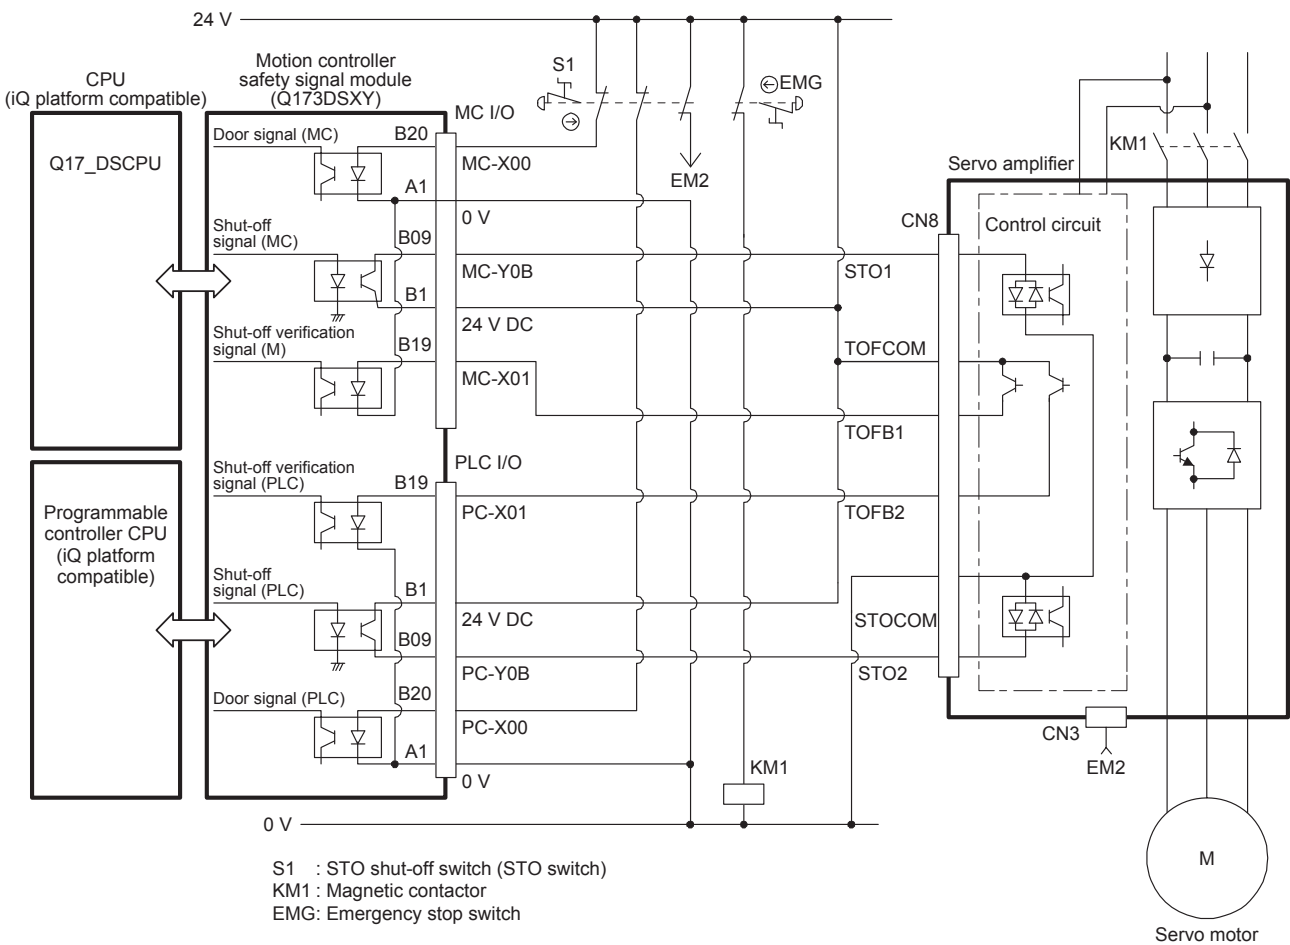 24 V
CPU
(iQ platform compatible)
Q17_DSCPU
Programmable
controller CPU
(iQ platform
compatible)
Motion controller
safety signal module
(Q173DSXY)
MC I/O
Door signal (MC)
B20
MC-X00
A1
0 V
Shut-off
signal (MC)
B09
MC-Y0B
B1
24 V DC
Shut-off verification
signal (M)
B19
MC-X01
PLC I/O
Shut-off verification
signal (PLC)
B19
PC-X01
Shut-off
signal (PLC)
B1
24 V DC
B09
PC-Y0B
Door signal (PLC)
B20
PC-X00
A1
0 V
0 V
S1
EMG
EM2
KM1
STO1
TOFCOM
TOFB1
TOFB2
STOCOM
STO2
KM1
Servo amplifier
CN8
Control circuit
CN3
EM2
M
Servo motor
S1 : STO shut-off switch (STO switch)
KM1 : Magnetic contactor
EMG: Emergency stop switch